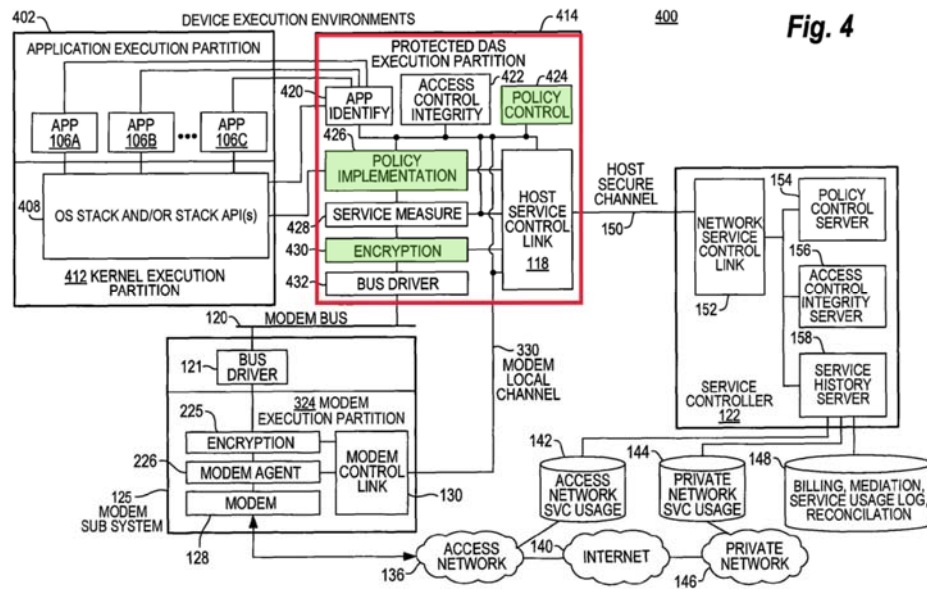 402
DEVICE EXECUTION ENVIRONMENTS
414
400
Fig. 4
APPLICATION EXECUTION PARTITION
PROTECTED DAS
EXECUTION PARTITION
422
424
420
APP
IDENTIFY
ACCESS
CONTROL
INTEGRITY
POLICY
CONTROL
APP
106A
APP
106B
•••
APP
106C
426
POLICY
IMPLEMENTATION
408
OS STACK AND/OR STACK API(s)
428
SERVICE MEASURE
430
ENCRYPTION
432
BUS DRIVER
HOST
SERVICE
CONTROL
LINK
118
412 KERNEL EXECUTION
PARTITION
HOST
SECURE
CHANNEL
150
NETWORK
SERVICE
CONTROL
LINK
152
154
POLICY
CONTROL
SERVER
156
ACCESS
CONTROL
INTEGRITY
SERVER
158
SERVICE
HISTORY
SERVER
SERVICE
CONTROLLER
122
120
MODEM BUS
121
BUS
DRIVER
330
MODEM
LOCAL
CHANNEL
324 MODEM
EXECUTION PARTITION
225
ENCRYPTION
226
MODEM AGENT
125
MODEM
SUB SYSTEM
MODEM
128
MODEM
CONTROL
LINK
130
142
ACCESS
NETWORK
SVC USAGE
144
PRIVATE
NETWORK
SVC USAGE
148
BILLING, MEDIATION,
SERVICE USAGE LOG,
RECONCILATION
ACCESS
NETWORK
136
140
INTERNET
PRIVATE
NETWORK
146